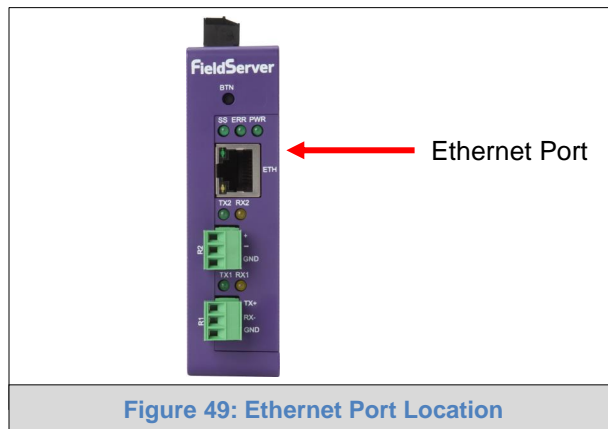 FieldServer
BTN
SS ERR PWR
Ethernet Port
ETH
TX2 RX2
+
−
R2
GND
TX1 RX1
TX+
RX-
R1
GND
Figure 49: Ethernet Port Location